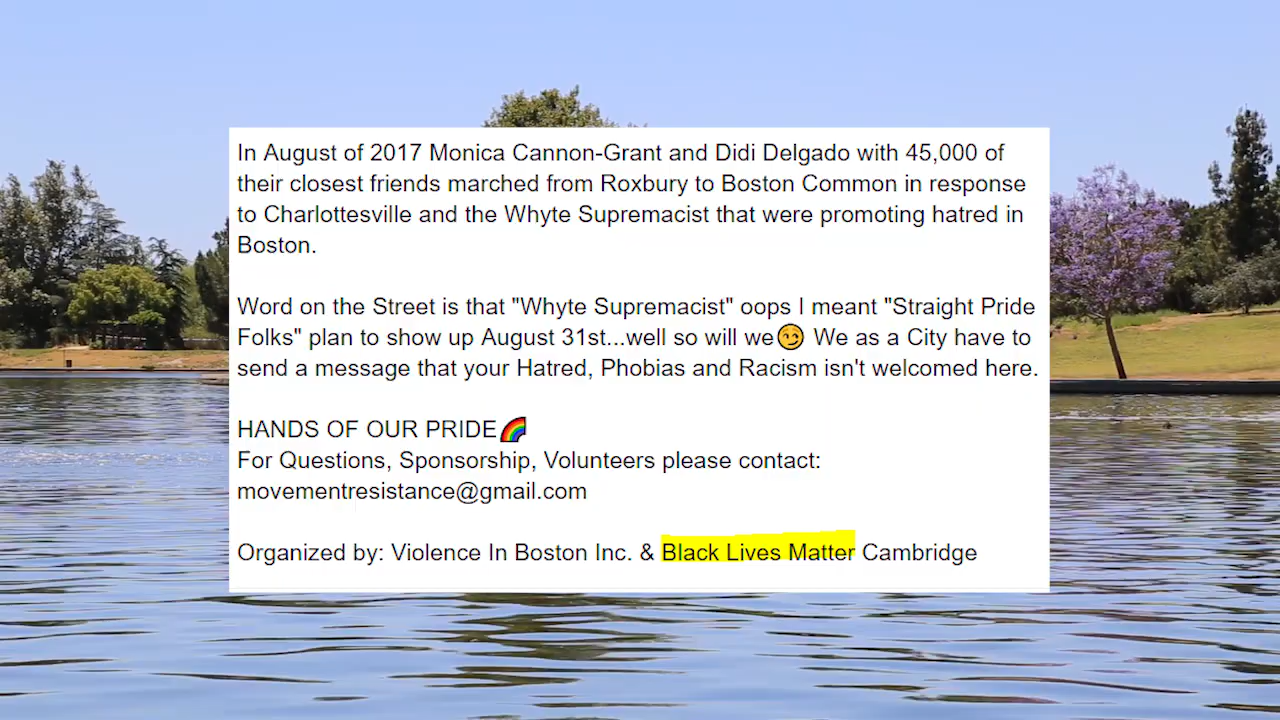 In August of 2017 Monica Cannon-Grant and Didi Delgado with 45,000 of
their closest friends marched from Roxbury to Boston Common in response
to Charlottesville and the Whyte Supremacist that were promoting hatred in
Boston.
Word on the Street is that "Whyte Supremacist" oops I meant "Straight Pride
Folks" plan to show up August 31st...well so will we😏 We as a City have to
send a message that your Hatred, Phobias and Racism isn't welcomed here.
HANDS OF OUR PRIDE🌈
For Questions, Sponsorship, Volunteers please contact:
movementresistance@gmail.com
Organized by: Violence In Boston Inc. & Black Lives Matter Cambridge